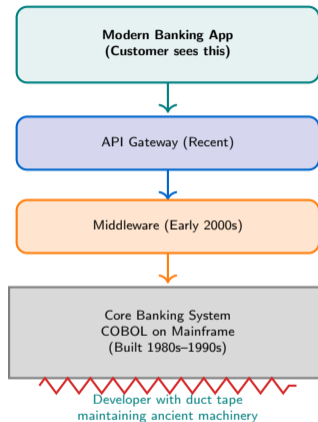 Modern Banking App
(Customer sees this)
API Gateway (Recent)
Middleware (Early 2000s)
Core Banking System
COBOL on Mainframe
(Built 1980s–1990s)
Developer with duct tape
maintaining ancient machinery